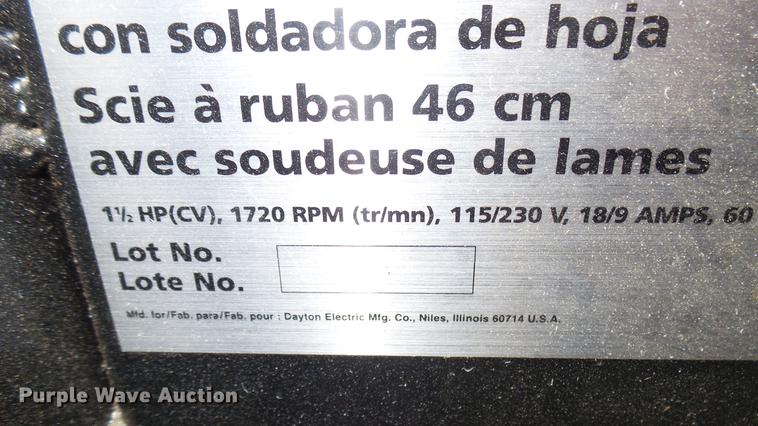 con soldadora de hoja
Scie à ruban 46 cm
avec soudeuse de lames
1½ HP(CV), 1720 RPM (tr/mn), 115/230 V, 18/9 AMPS, 60
Lot No.
Lote No.
Mfd. for/Fab. para/Fab. pour : Dayton Electric Mfg. Co., Niles, Illinois 60714 U.S.A.
Purple Wave Auction